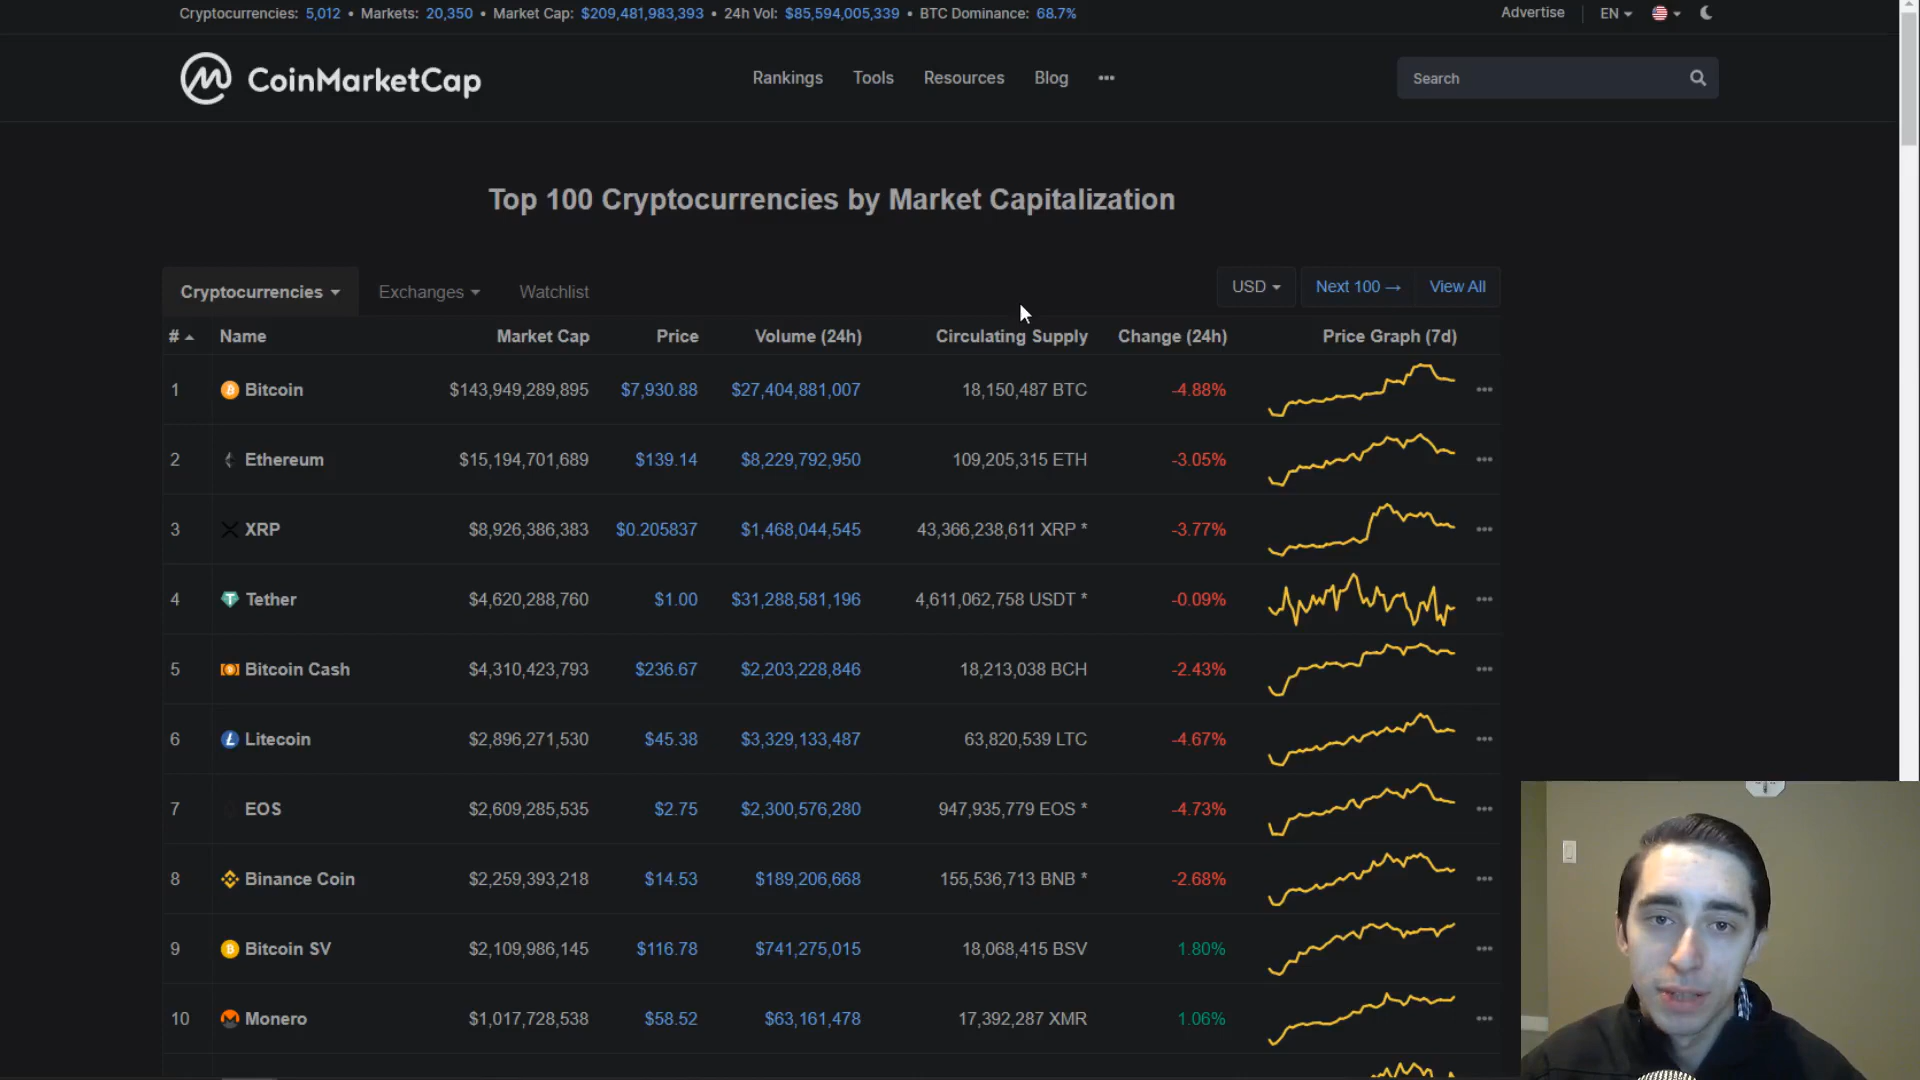 Cryptocurrencies: 5,012 • Markets: 20,350 • Market Cap: $209,481,983,393 • 24h Vol: $85,594,005,339 • BTC Dominance: 68.7% Advertise EN
CoinMarketCap Rankings Tools Resources Blog ••• Search
Top 100 Cryptocurrencies by Market Capitalization
Cryptocurrencies Exchanges Watchlist USD Next 100 → View All
# Name Market Cap Price Volume (24h) Circulating Supply Change (24h) Price Graph (7d)
1 Bitcoin $143,949,289,895 $7,930.88 $27,404,881,007 18,150,487 BTC -4.88% •••
2 Ethereum $15,194,701,689 $139.14 $8,229,792,950 109,205,315 ETH -3.05% •••
3 XRP $8,926,386,383 $0.205837 $1,468,044,545 43,366,238,611 XRP * -3.77% •••
4 Tether $4,620,288,760 $1.00 $31,288,581,196 4,611,062,758 USDT * -0.09% •••
5 Bitcoin Cash $4,310,423,793 $236.67 $2,203,228,846 18,213,038 BCH -2.43% •••
6 Litecoin $2,896,271,530 $45.38 $3,329,133,487 63,820,539 LTC -4.67% •••
7 EOS $2,609,285,535 $2.75 $2,300,576,280 947,935,779 EOS * -4.73% •••
8 Binance Coin $2,259,393,218 $14.53 $189,206,668 155,536,713 BNB * -2.68% •••
9 Bitcoin SV $2,109,986,145 $116.78 $741,275,015 18,068,415 BSV 1.80% •••
10 Monero $1,017,728,538 $58.52 $63,161,478 17,392,287 XMR 1.06% •••